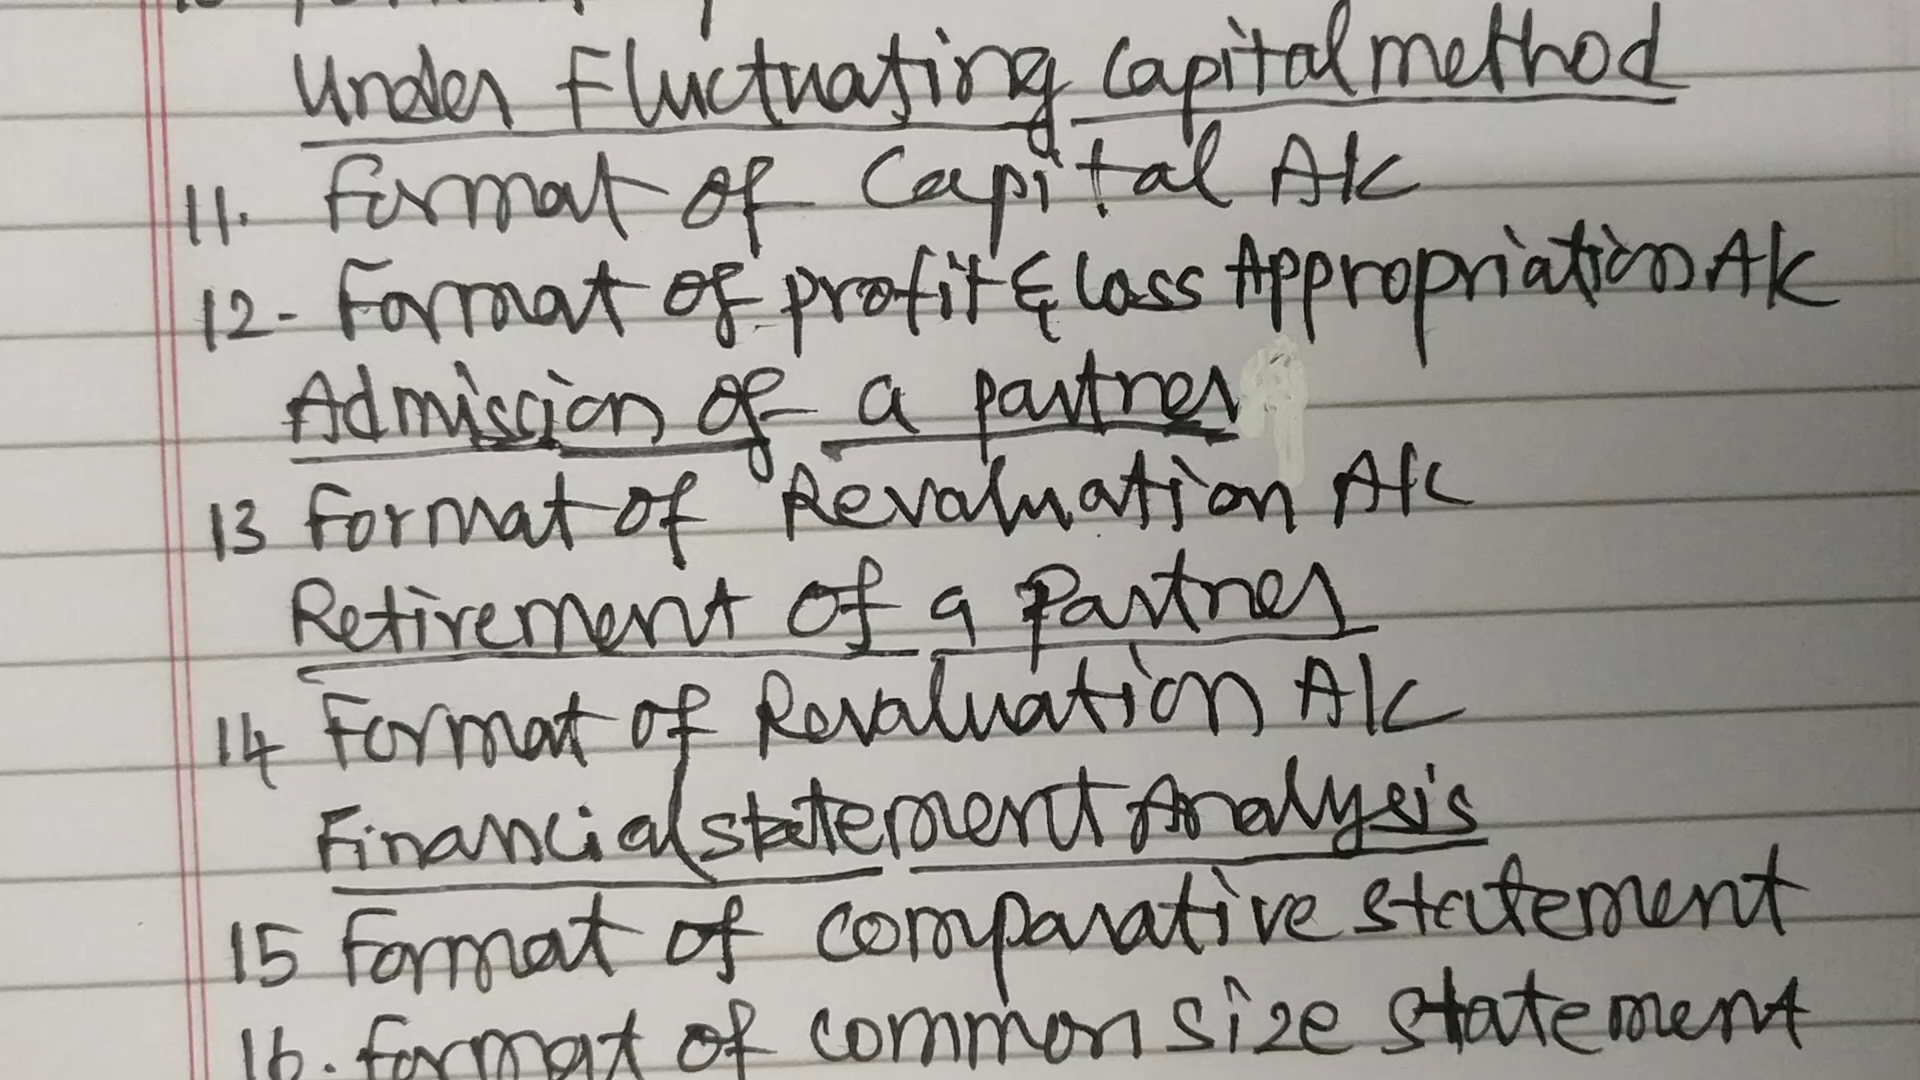 Under Fluctuating capital method
11. Format of Capital A/c
12- Format of profit & Loss Appropriation A/c
Admission of a partner
13 Format of Revaluation A/c
Retirement of a Partner
14 Format of Revaluation A/c
Financial statement Analysis
15 Format of comparative statement
16. Format of common size statement